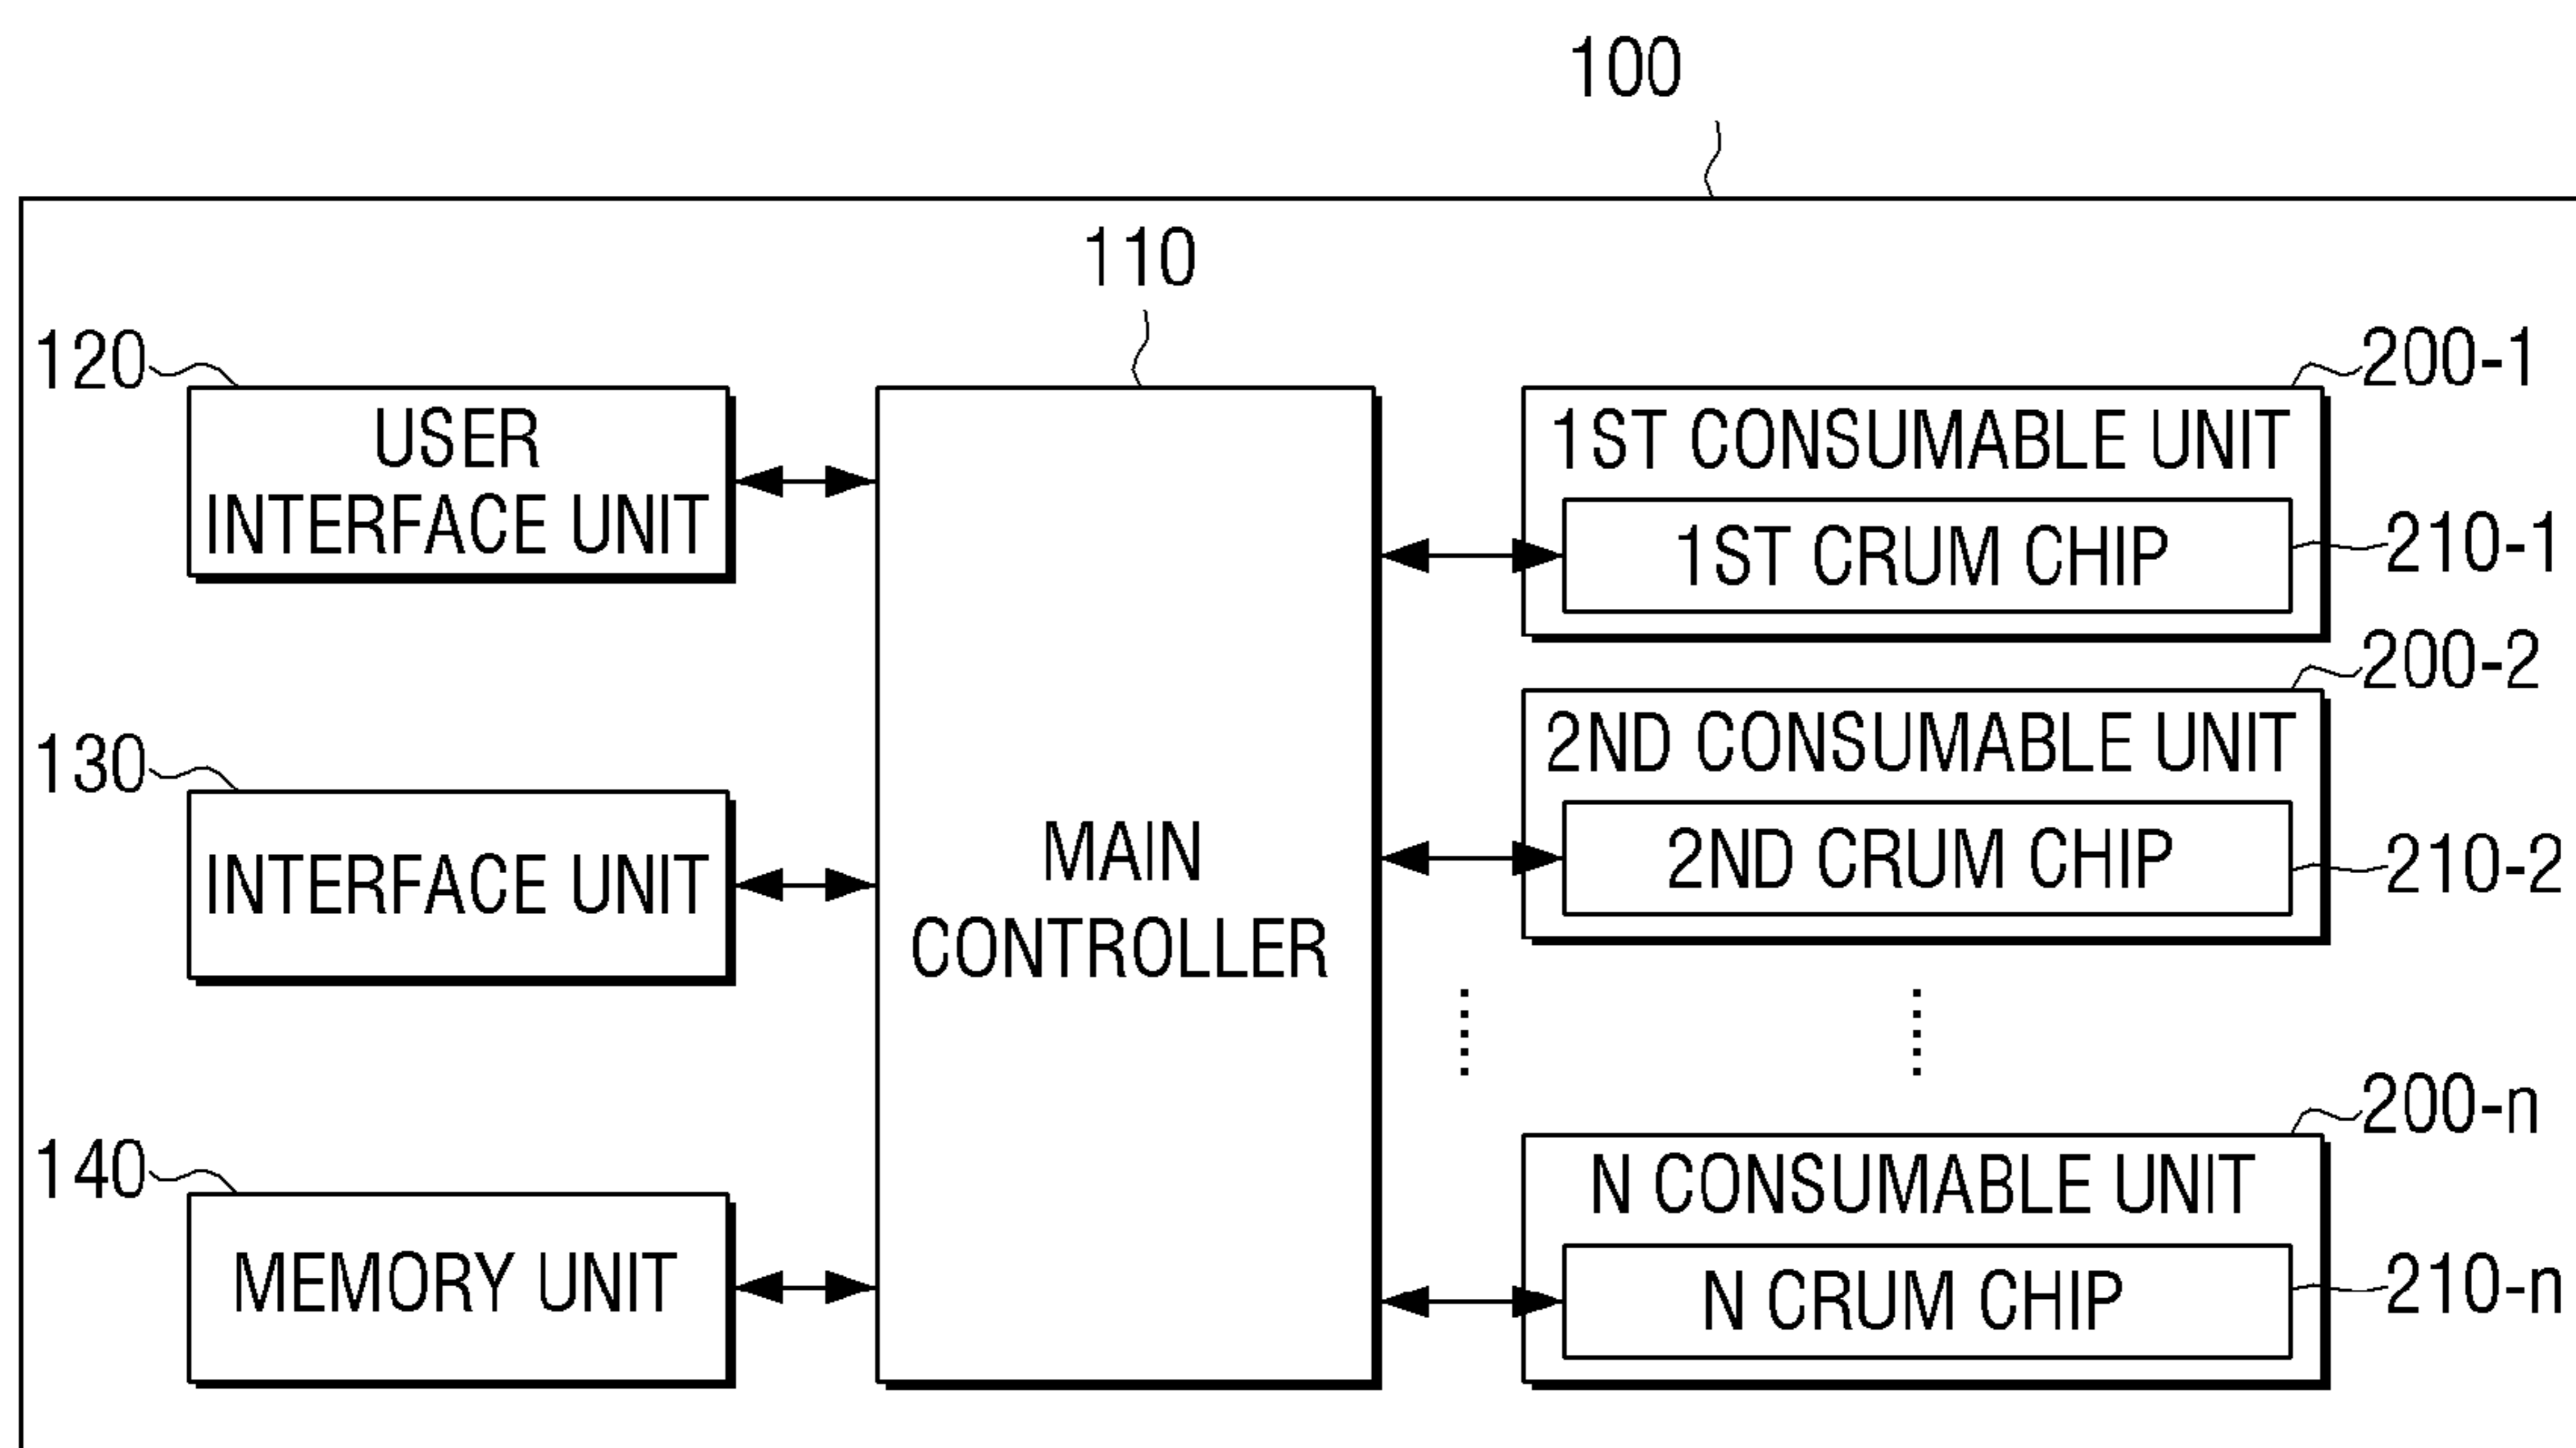 100
110
120
USER
INTERFACE UNIT
130
INTERFACE UNIT
140
MEMORY UNIT
MAIN
CONTROLLER
200-1
1ST CONSUMABLE UNIT
1ST CRUM CHIP
210-1
200-2
2ND CONSUMABLE UNIT
2ND CRUM CHIP
210-2
200-n
N CONSUMABLE UNIT
N CRUM CHIP
210-n